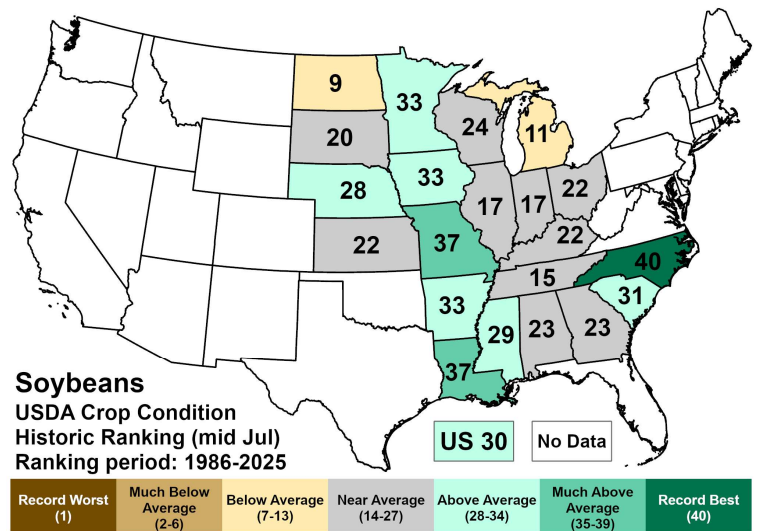 9
33
20
24
11
28
33
17
17
22
22
37
22
40
15
33
31
29
23
23
37
Soybeans
USDA Crop Condition
Historic Ranking (mid Jul)
Ranking period: 1986-2025
US 30
No Data
Record Worst
(1)
Much Below
Average
(2-6)
Below Average
(7-13)
Near Average
(14-27)
Above Average
(28-34)
Much Above
Average
(35-39)
Record Best
(40)